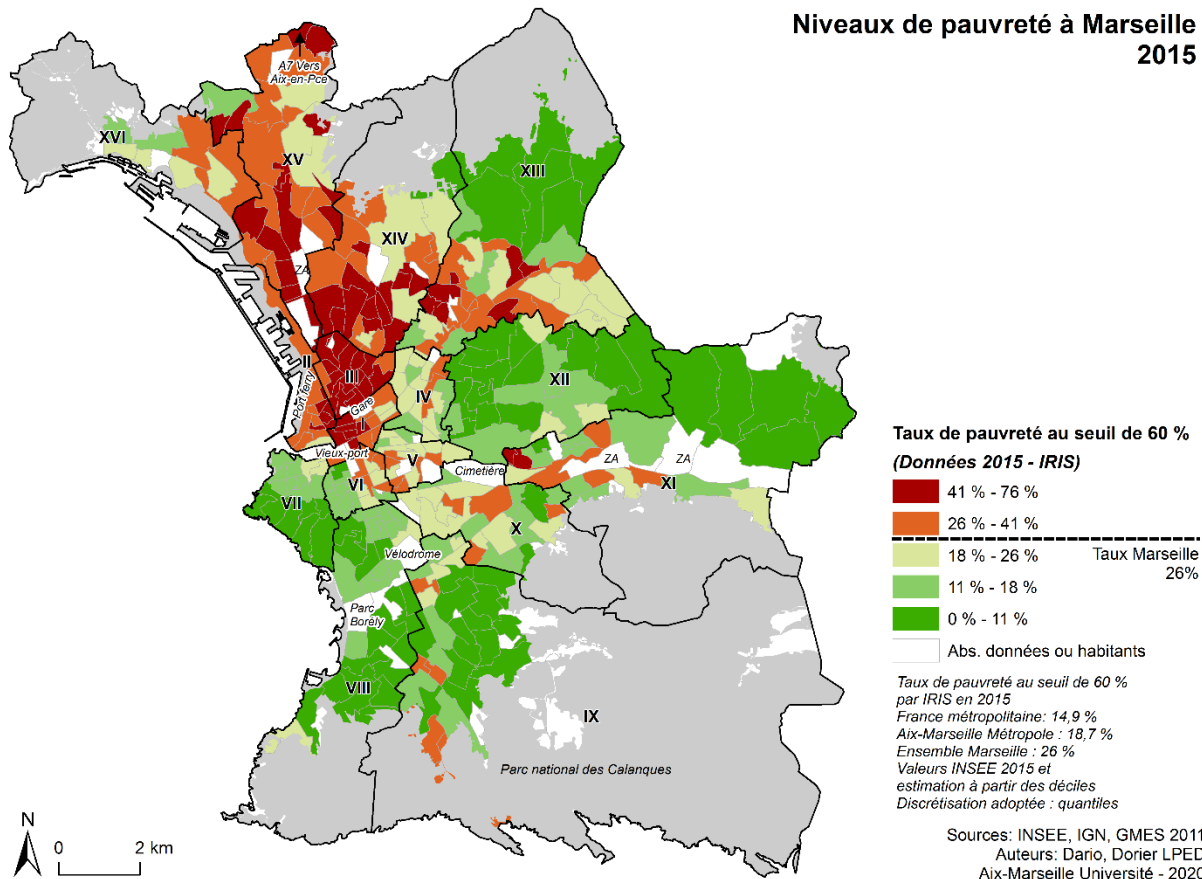 Niveaux de pauvreté à Marseille
2015
A7 Vers
Aix-en-Pce
XVI
XV
XIII
XIV
ZA
II
Port ferry
III
Gare
I
IV
XII
Vieux-port
V
Cimetière
ZA
ZA
VI
XI
VII
X
Vélodrome
Parc
Borély
VIII
IX
Parc national des Calanques
Taux de pauvreté au seuil de 60 %
(Données 2015 - IRIS)
41 % - 76 %
26 % - 41 %
18 % - 26 %
Taux Marseille
26%
11 % - 18 %
0 % - 11 %
Abs. données ou habitants
Taux de pauvreté au seuil de 60 %
par IRIS en 2015
France métropolitaine: 14,9 %
Aix-Marseille Métropole : 18,7 %
Ensemble Marseille : 26 %
Valeurs INSEE 2015 et
estimation à partir des déciles
Discrétisation adoptée : quantiles
Sources: INSEE, IGN, GMES 2011
Auteurs: Dario, Dorier LPED
Aix-Marseille Université - 2020
N
0 2 km